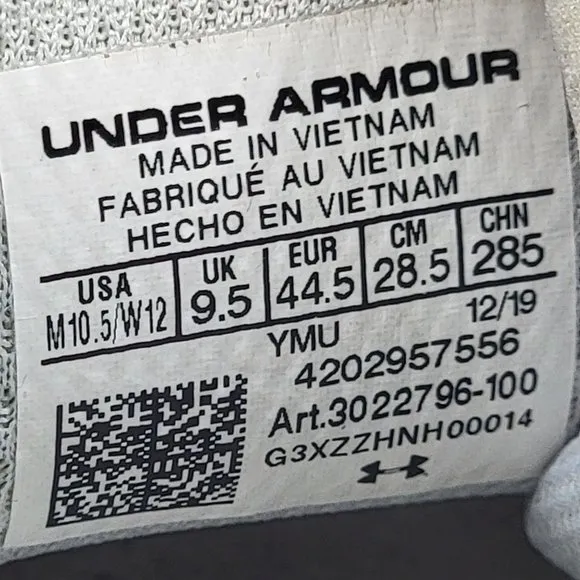 UNDER ARMOUR
MADE IN VIETNAM
FABRIQUÉ AU VIETNAM
HECHO EN VIETNAM
USA UK EUR CM CHN
M10.5/W12 9.5 44.5 28.5 285
YMU 12/19
4202957556
Art.3022796-100
G3XZZHNH00014